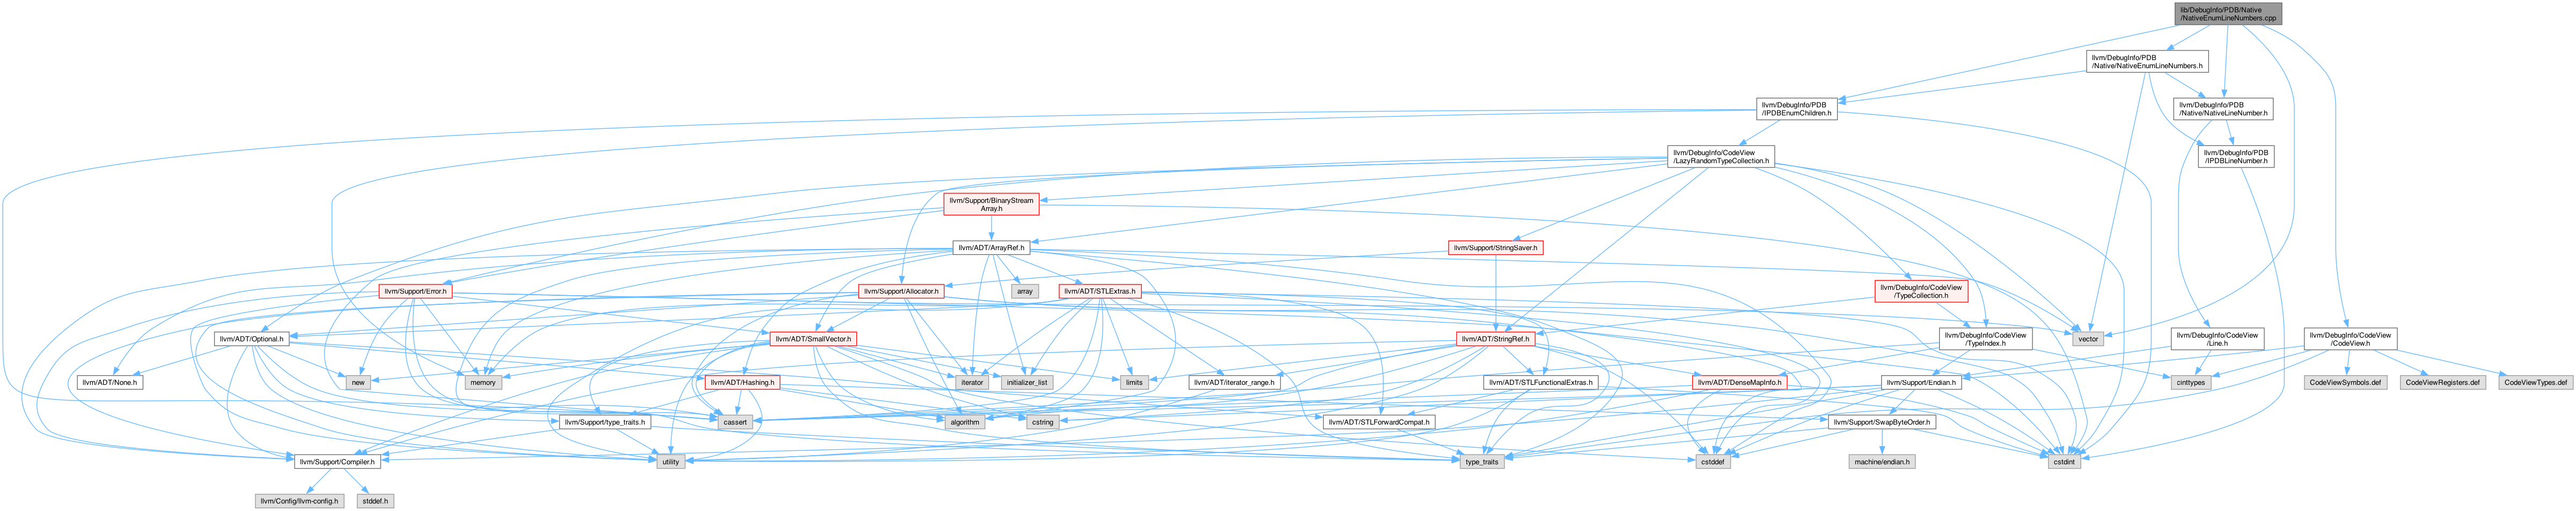 lib/DebugInfo/PDB/Native
/NativeEnumLineNumbers.cpp
llvm/DebugInfo/PDB
/Native/NativeEnumLineNumbers.h
llvm/DebugInfo/PDB
/IPDBEnumChildren.h
llvm/DebugInfo/PDB
/Native/NativeLineNumber.h
llvm/DebugInfo/CodeView
/LazyRandomTypeCollection.h
llvm/DebugInfo/PDB
/IPDBLineNumber.h
llvm/Support/BinaryStream
Array.h
llvm/ADT/ArrayRef.h
llvm/Support/StringSaver.h
llvm/Support/Error.h
array
llvm/Support/Allocator.h
llvm/ADT/STLExtras.h
llvm/DebugInfo/CodeView
/TypeCollection.h
llvm/ADT/Optional.h
llvm/ADT/SmallVector.h
llvm/ADT/StringRef.h
llvm/DebugInfo/CodeView
/TypeIndex.h
vector
llvm/DebugInfo/CodeView
/Line.h
llvm/DebugInfo/CodeView
/CodeView.h
llvm/ADT/None.h
new
memory
llvm/ADT/Hashing.h
iterator
initializer_list
limits
llvm/ADT/iterator_range.h
llvm/ADT/STLFunctionalExtras.h
llvm/ADT/DenseMapInfo.h
llvm/Support/Endian.h
cinttypes
CodeViewSymbols.def
CodeViewRegisters.def
CodeViewTypes.def
llvm/Support/type_traits.h
cassert
algorithm
cstring
llvm/ADT/STLForwardCompat.h
llvm/Support/SwapByteOrder.h
llvm/Support/Compiler.h
utility
type_traits
cstddef
machine/endian.h
cstdint
llvm/Config/llvm-config.h
stddef.h